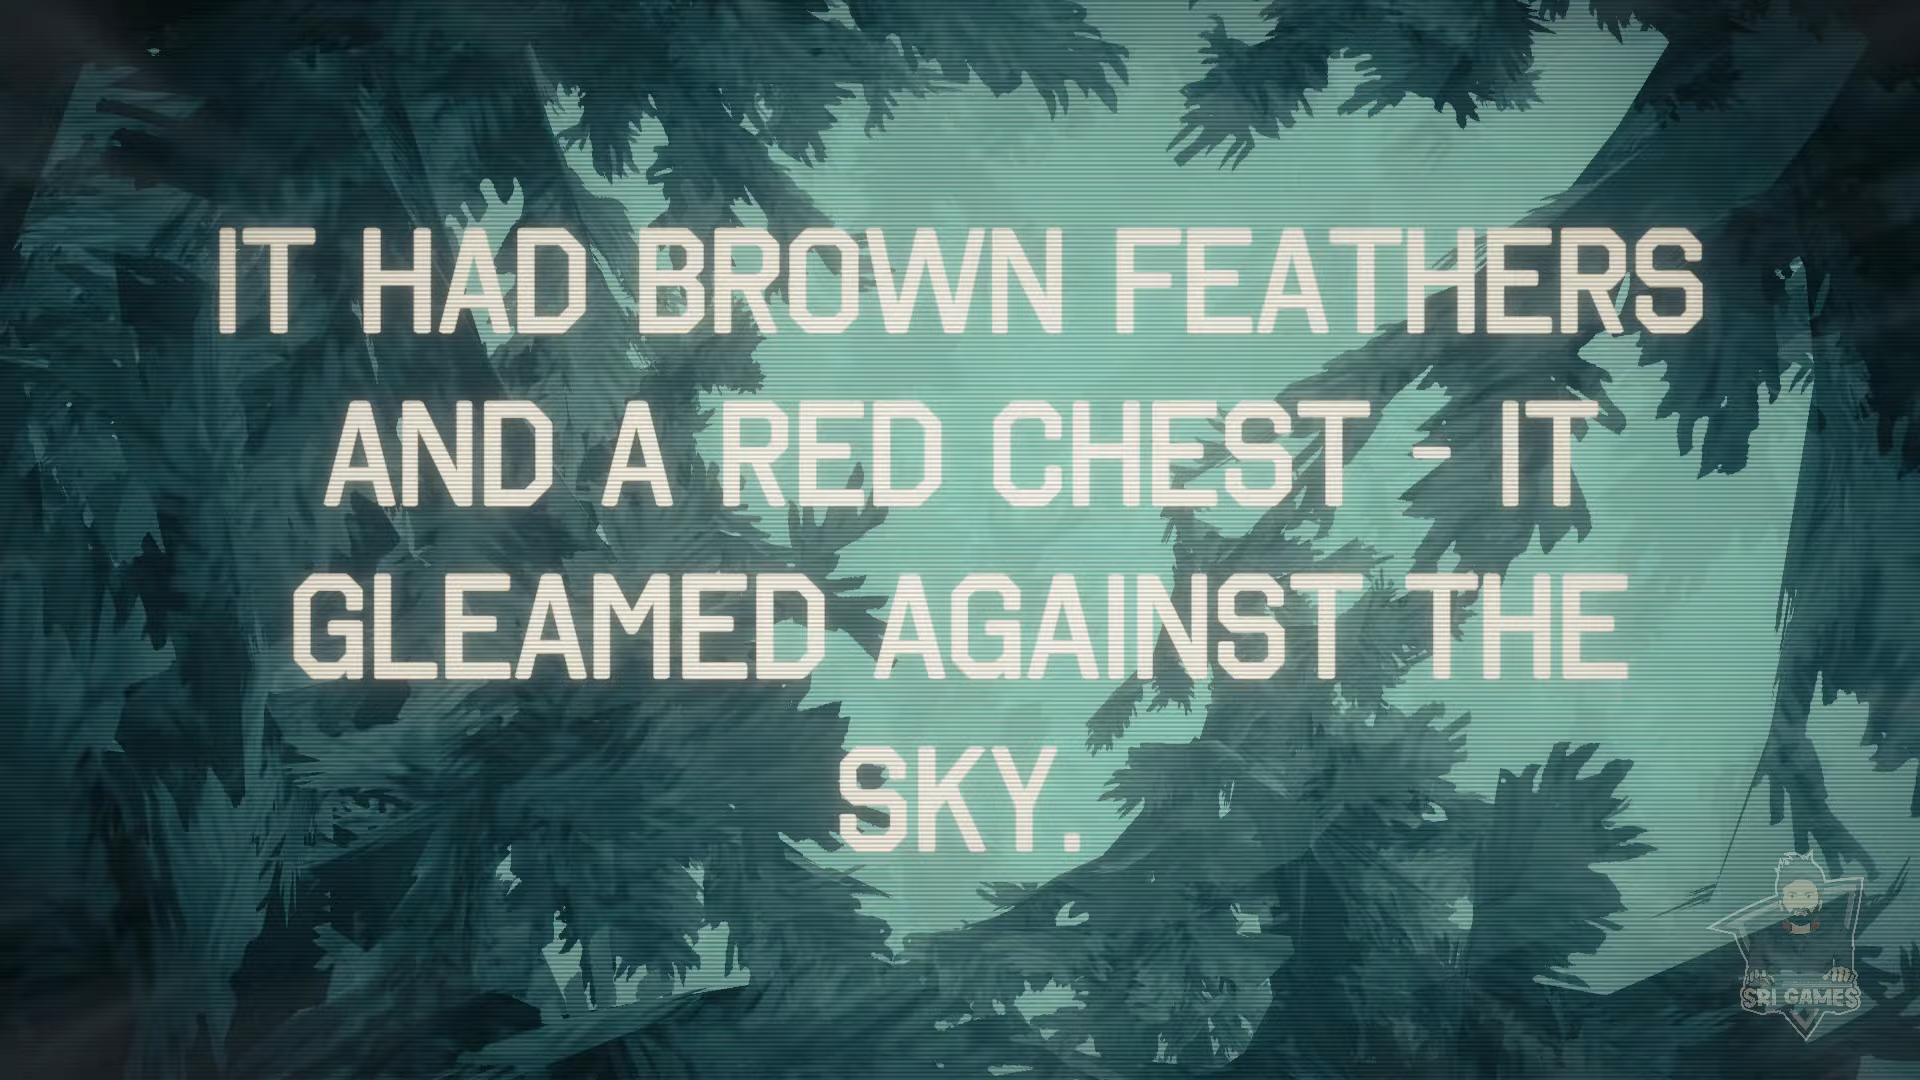 IT HAD BROWN FEATHERS
AND A RED CHEST - IT
GLEAMED AGAINST THE
SKY.
SRI GAMES